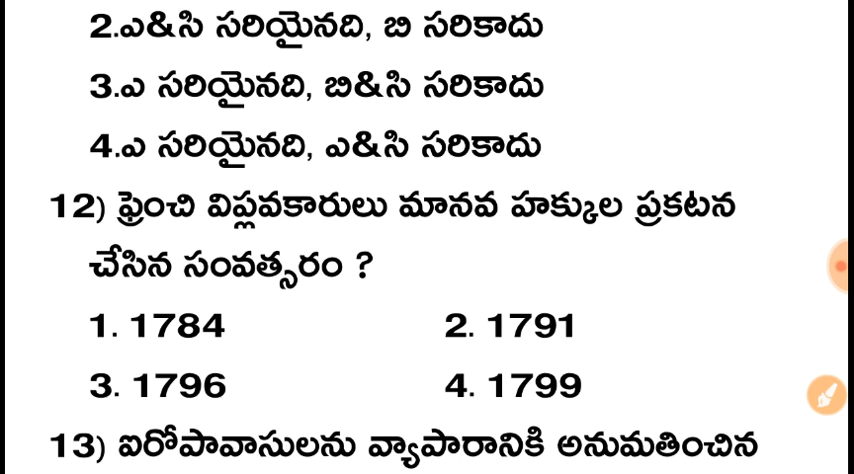 2.ఎ&సి సరియైనది, బి సరికాదు
3.ఎ సరియైనది, బి&సి సరికాదు
4.ఎ సరియైనది, ఎ&సి సరికాదు
12) ఫ్రెంచి విప్లవకారులు మానవ హక్కుల ప్రకటన
చేసిన సంవత్సరం ?
1. 1784 2. 1791
3. 1796 4. 1799
13) ఐరోపావాసులను వ్యాపారానికి అనుమతించిన